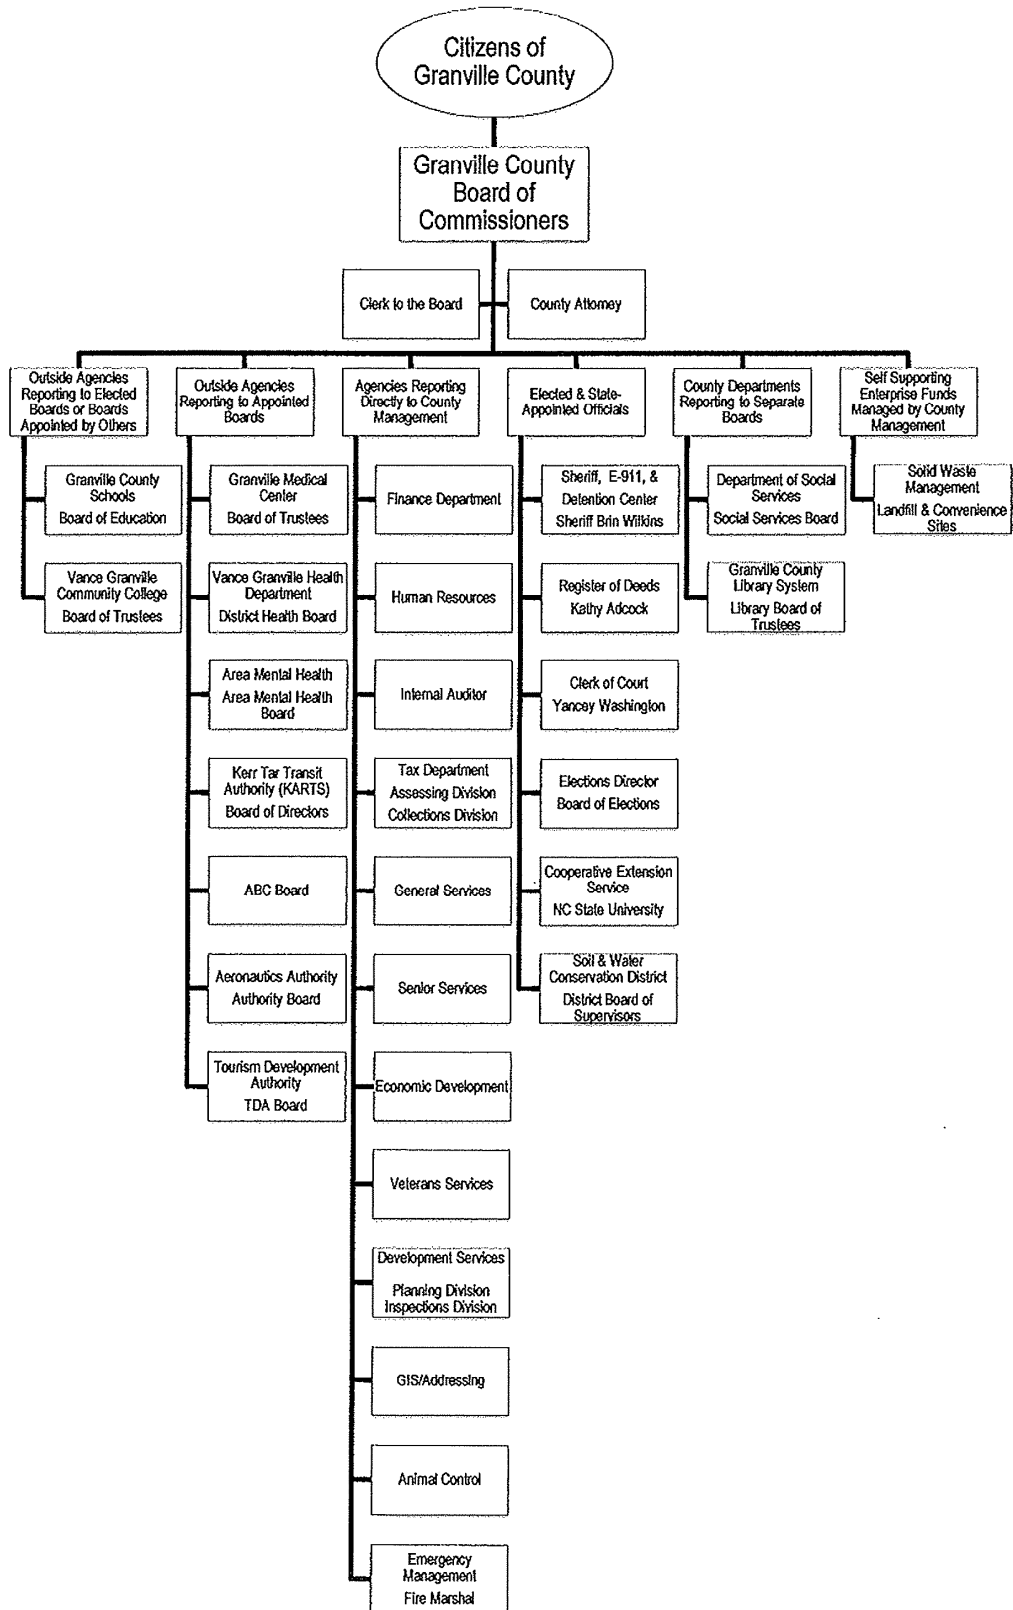 Citizens of
Granville County
Granville County
Board of
Commissioners
Clerk to the Board
County Attorney
Outside Agencies
Reporting to Elected
Boards or Boards
Appointed by Others
Outside Agencies
Reporting to Appointed
Boards
Agencies Reporting
Directly to County
Management
Elected & State-
Appointed Officials
County Departments
Reporting to Separate
Boards
Self Supporting
Enterprise Funds
Managed by County
Management
Granville County
Schools
Board of Education
Vance Granville
Community College
Board of Trustees
Granville Medical
Center
Board of Trustees
Vance Granville Health
Department
District Health Board
Area Mental Health
Area Mental Health
Board
Kerr Tar Transit
Authority (KARTS)
Board of Directors
ABC Board
Aeronautics Authority
Authority Board
Tourism Development
Authority
TDA Board
Finance Department
Human Resources
Internal Auditor
Tax Department
Assessing Division
Collections Division
General Services
Senior Services
Economic Development
Veterans Services
Development Services
Planning Division
Inspections Division
GIS/Addressing
Animal Control
Emergency
Management
Fire Marshal
Sheriff, E-911, &
Detention Center
Sheriff Brin Wilkins
Register of Deeds
Kathy Adcock
Clerk of Court
Yancey Washington
Elections Director
Board of Elections
Cooperative Extension
Service
NC State University
Soil & Water
Conservation District
District Board of
Supervisors
Department of Social
Services
Social Services Board
Granville County
Library System
Library Board of
Trustees
Solid Waste
Management
Landfill & Convenience
Sites